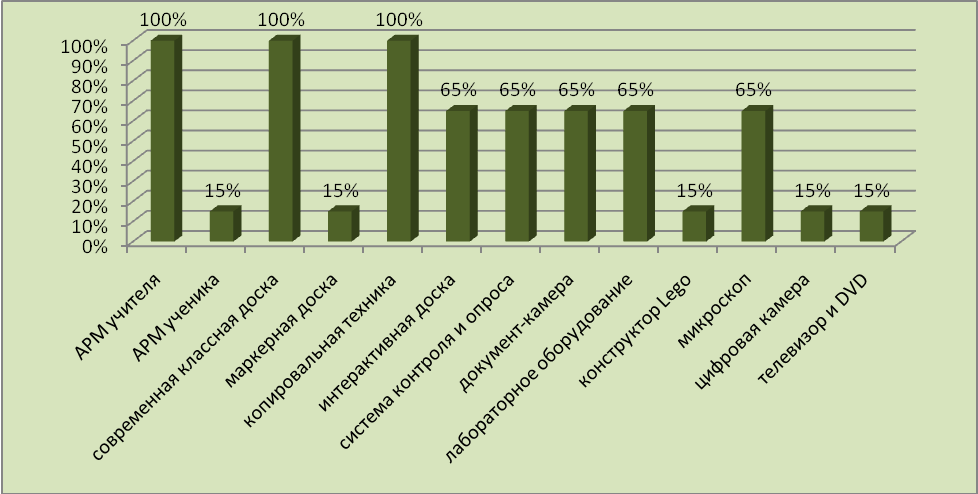 100%
100%
100%
65%
65%
65%
65%
65%
15%
15%
15%
15%
15%
100%
90%
80%
70%
60%
50%
40%
30%
20%
10%
0%
АРМ учителя
АРМ ученика
современная классная доска
маркерная доска
копировальная техника
интерактивная доска
система контроля и опроса
документ-камера
лабораторное оборудование
конструктор Lego
микроскоп
цифровая камера
телевизор и DVD